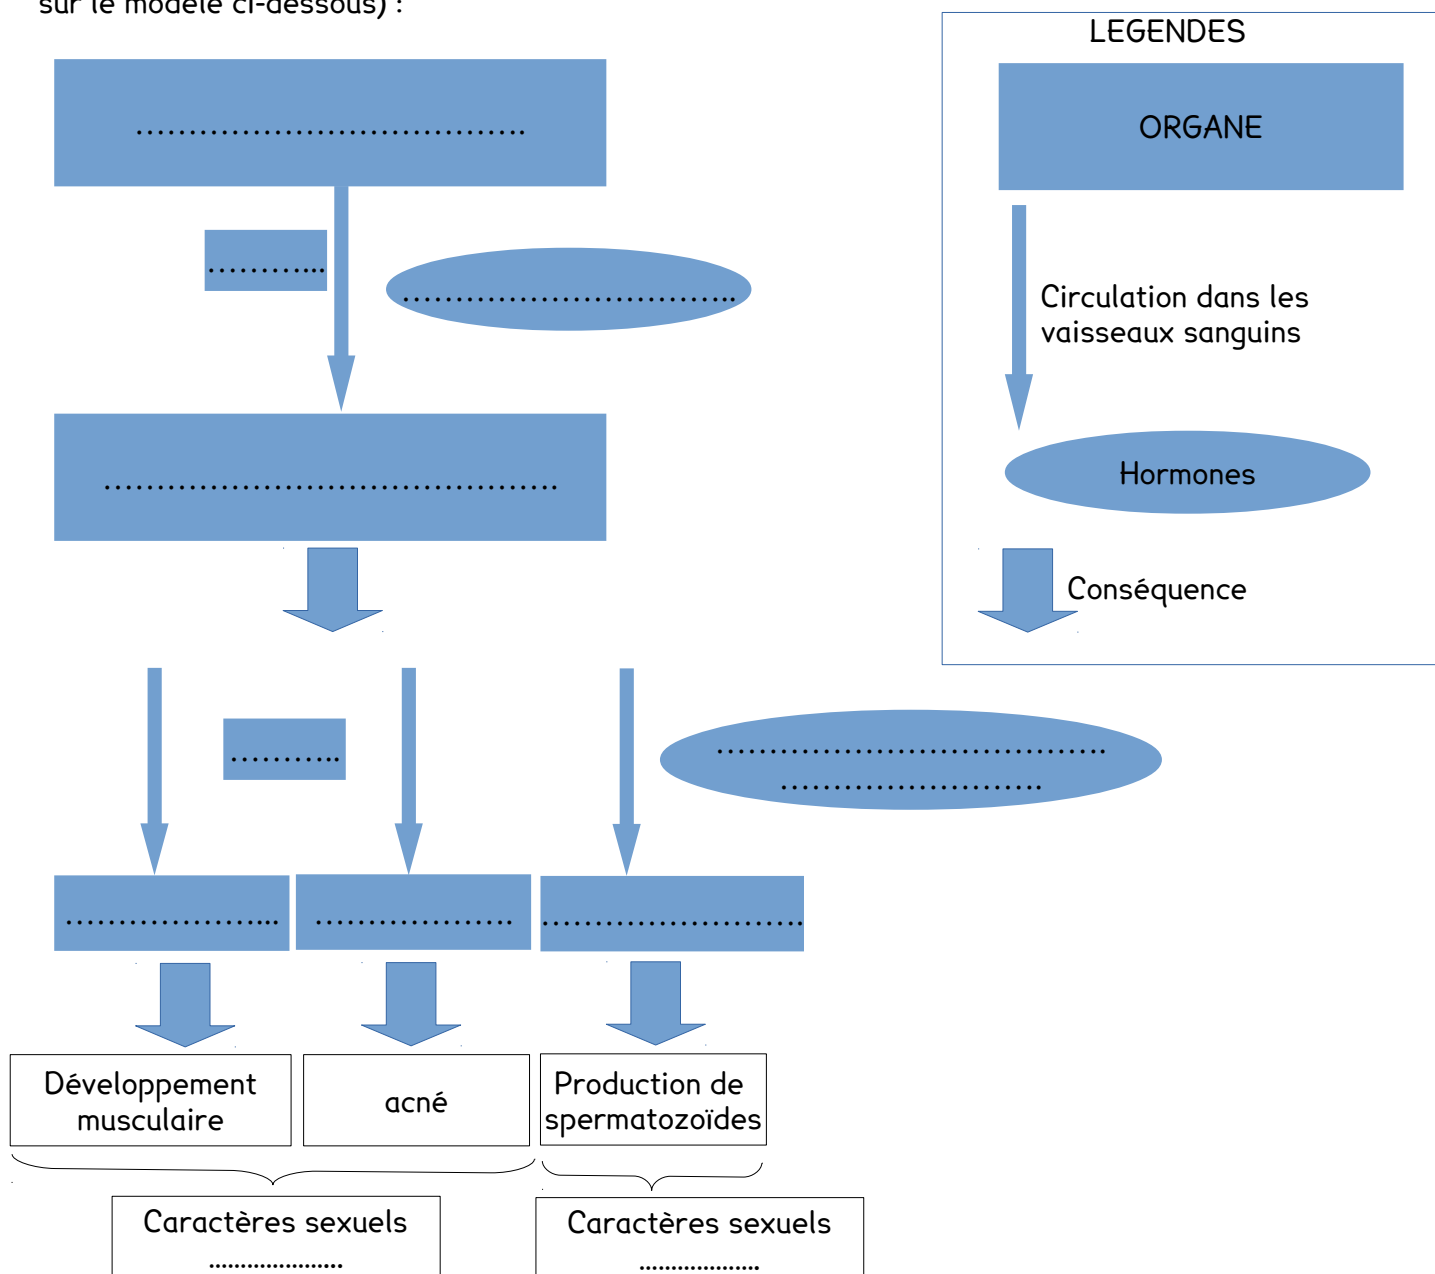 sur le modèle ci-dessous) :
LEGENDES
ORGANE
...................................
...........
Circulation dans les
vaisseaux sanguins
..............................
Hormones
..........................................
Conséquence
...........
...................................
.........................
....................
...................
.........................
Développement
musculaire
acné
Production de
spermatozoïdes
Caractères sexuels
.....................
Caractères sexuels
...................